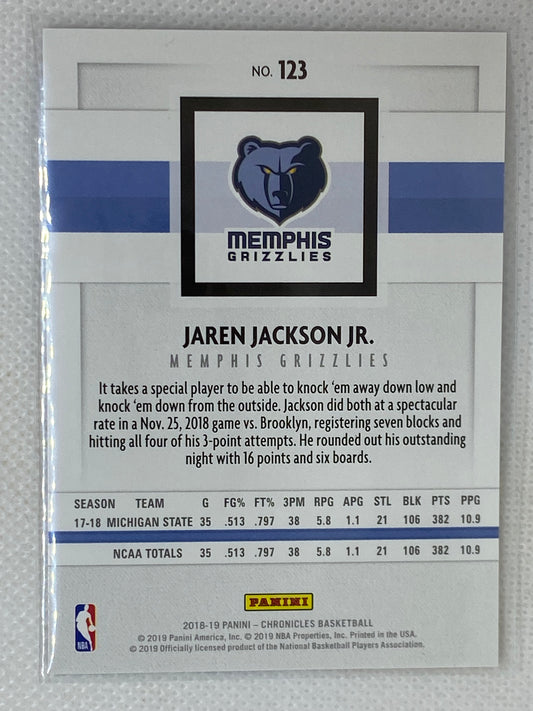 NO. 123
MEMPHIS
GRIZZLIES
JAREN JACKSON JR.
MEMPHIS GRIZZLIES
It takes a special player to be able to knock ‘em away down low and
knock ‘em down from the outside. Jackson did both at a spectacular
rate in a Nov. 25, 2018 game vs. Brooklyn, registering seven blocks and
hitting all four of his 3-point attempts. He rounded out his outstanding
night with 16 points and six boards.
SEASON TEAM G FG% FT% 3PM RPG APG STL BLK PTS PPG
17-18 MICHIGAN STATE 35 .513 .797 38 5.8 1.1 21 106 382 10.9
NCAA TOTALS 35 .513 .797 38 5.8 1.1 21 106 382 10.9
PANINI
2018-19 PANINI – CHRONICLES BASKETBALL
© 2019 Panini America, Inc. © 2019 NBA Properties, Inc. Printed in the USA.
© 2019 Officially licensed product of the National Basketball Players Association.
NBA